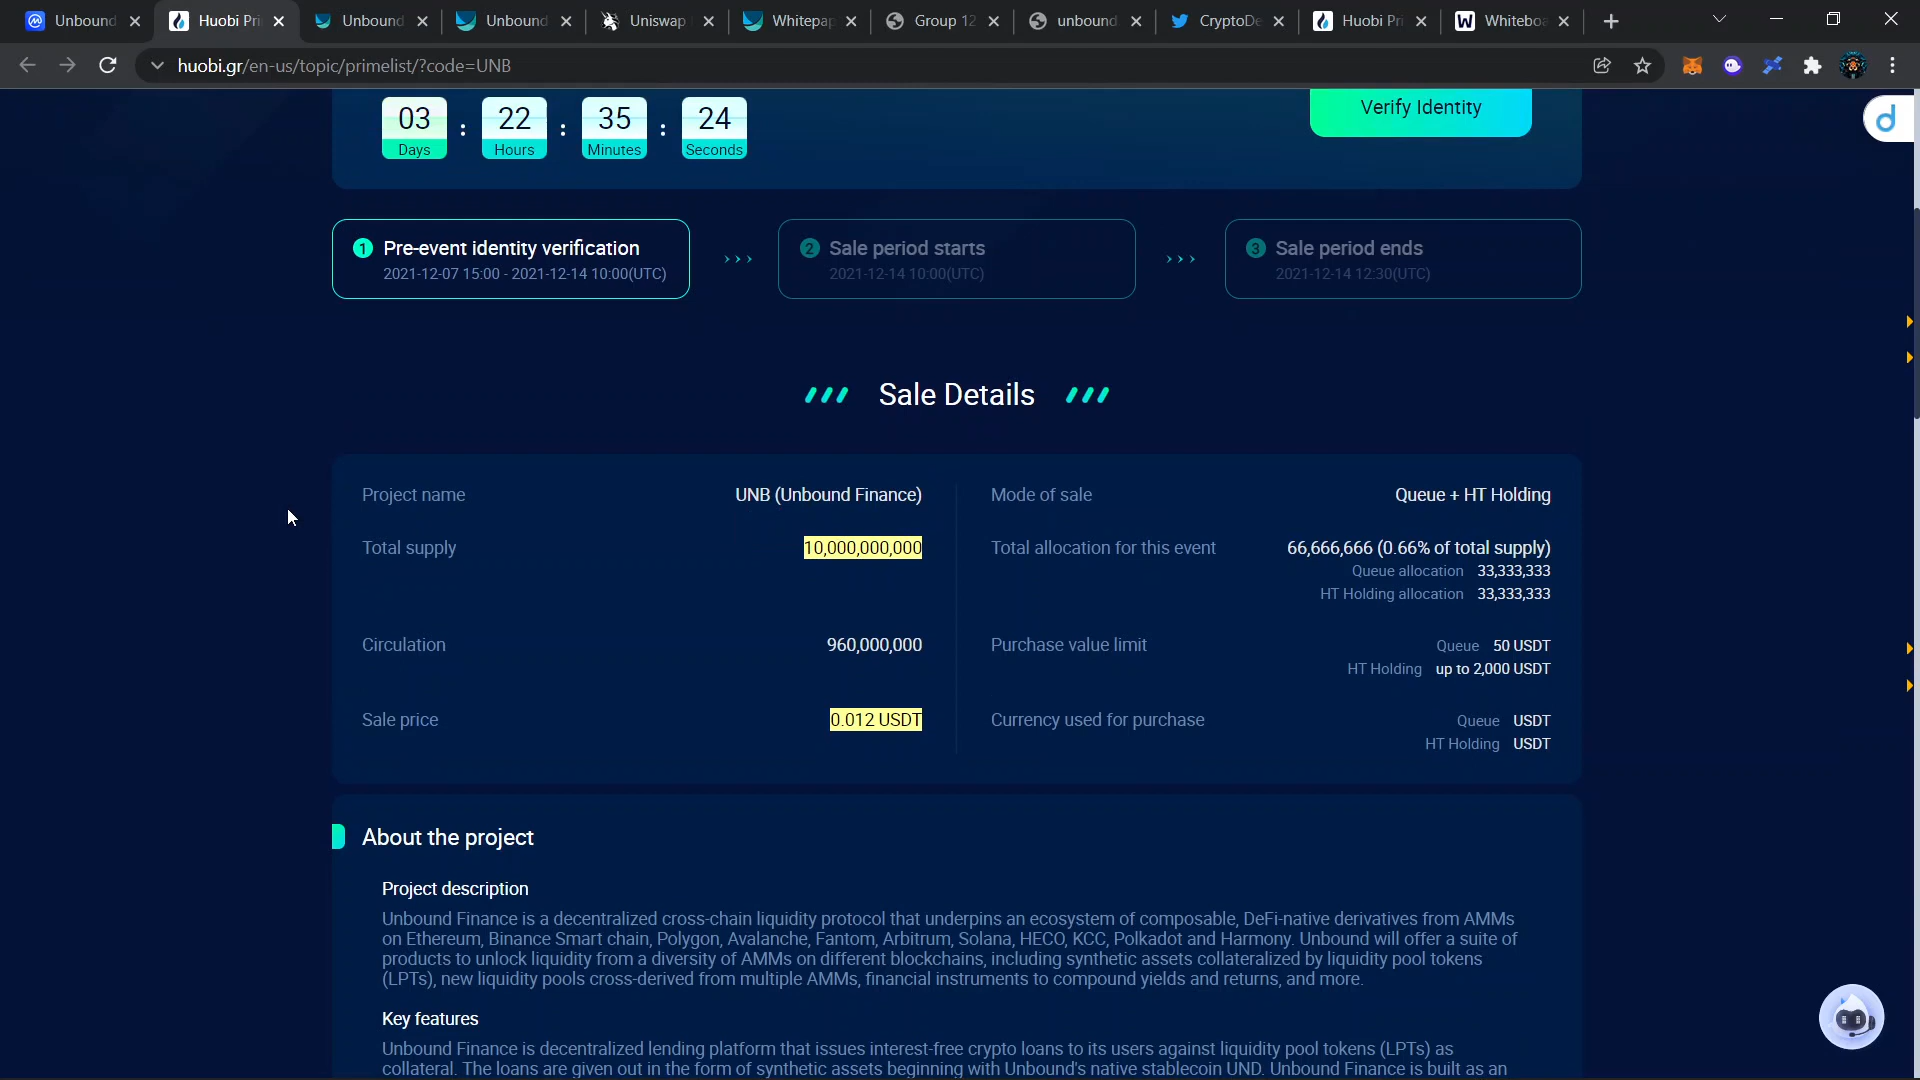 Unbound
Huobi Pri
Unbound
Unbound
Uniswap
Whitepap
Group 12
unbound
CryptoDe
Huobi Pri
Whiteboa
huobi.gr/en-us/topic/primelist/?code=UNB
03 : 22 : 35 : 24
Days Hours Minutes Seconds
Verify Identity
1 Pre-event identity verification
2021-12-07 15:00 - 2021-12-14 10:00(UTC)
2 Sale period starts
2021-12-14 10:00(UTC)
3 Sale period ends
2021-12-14 12:30(UTC)
Sale Details
Project name UNB (Unbound Finance)
Total supply 10,000,000,000
Circulation 960,000,000
Sale price 0.012 USDT
Mode of sale Queue + HT Holding
Total allocation for this event 66,666,666 (0.66% of total supply)
Queue allocation 33,333,333
HT Holding allocation 33,333,333
Purchase value limit Queue 50 USDT
HT Holding up to 2,000 USDT
Currency used for purchase Queue USDT
HT Holding USDT
About the project
Project description
Unbound Finance is a decentralized cross-chain liquidity protocol that underpins an ecosystem of composable, DeFi-native derivatives from AMMs
on Ethereum, Binance Smart chain, Polygon, Avalanche, Fantom, Arbitrum, Solana, HECO, KCC, Polkadot and Harmony. Unbound will offer a suite of
products to unlock liquidity from a diversity of AMMs on different blockchains, including synthetic assets collateralized by liquidity pool tokens
(LPTs), new liquidity pools cross-derived from multiple AMMs, financial instruments to compound yields and returns, and more.
Key features
Unbound Finance is decentralized lending platform that issues interest-free crypto loans to its users against liquidity pool tokens (LPTs) as
collateral. The loans are given out in the form of synthetic assets beginning with Unbound's native stablecoin UND. Unbound Finance is built as an